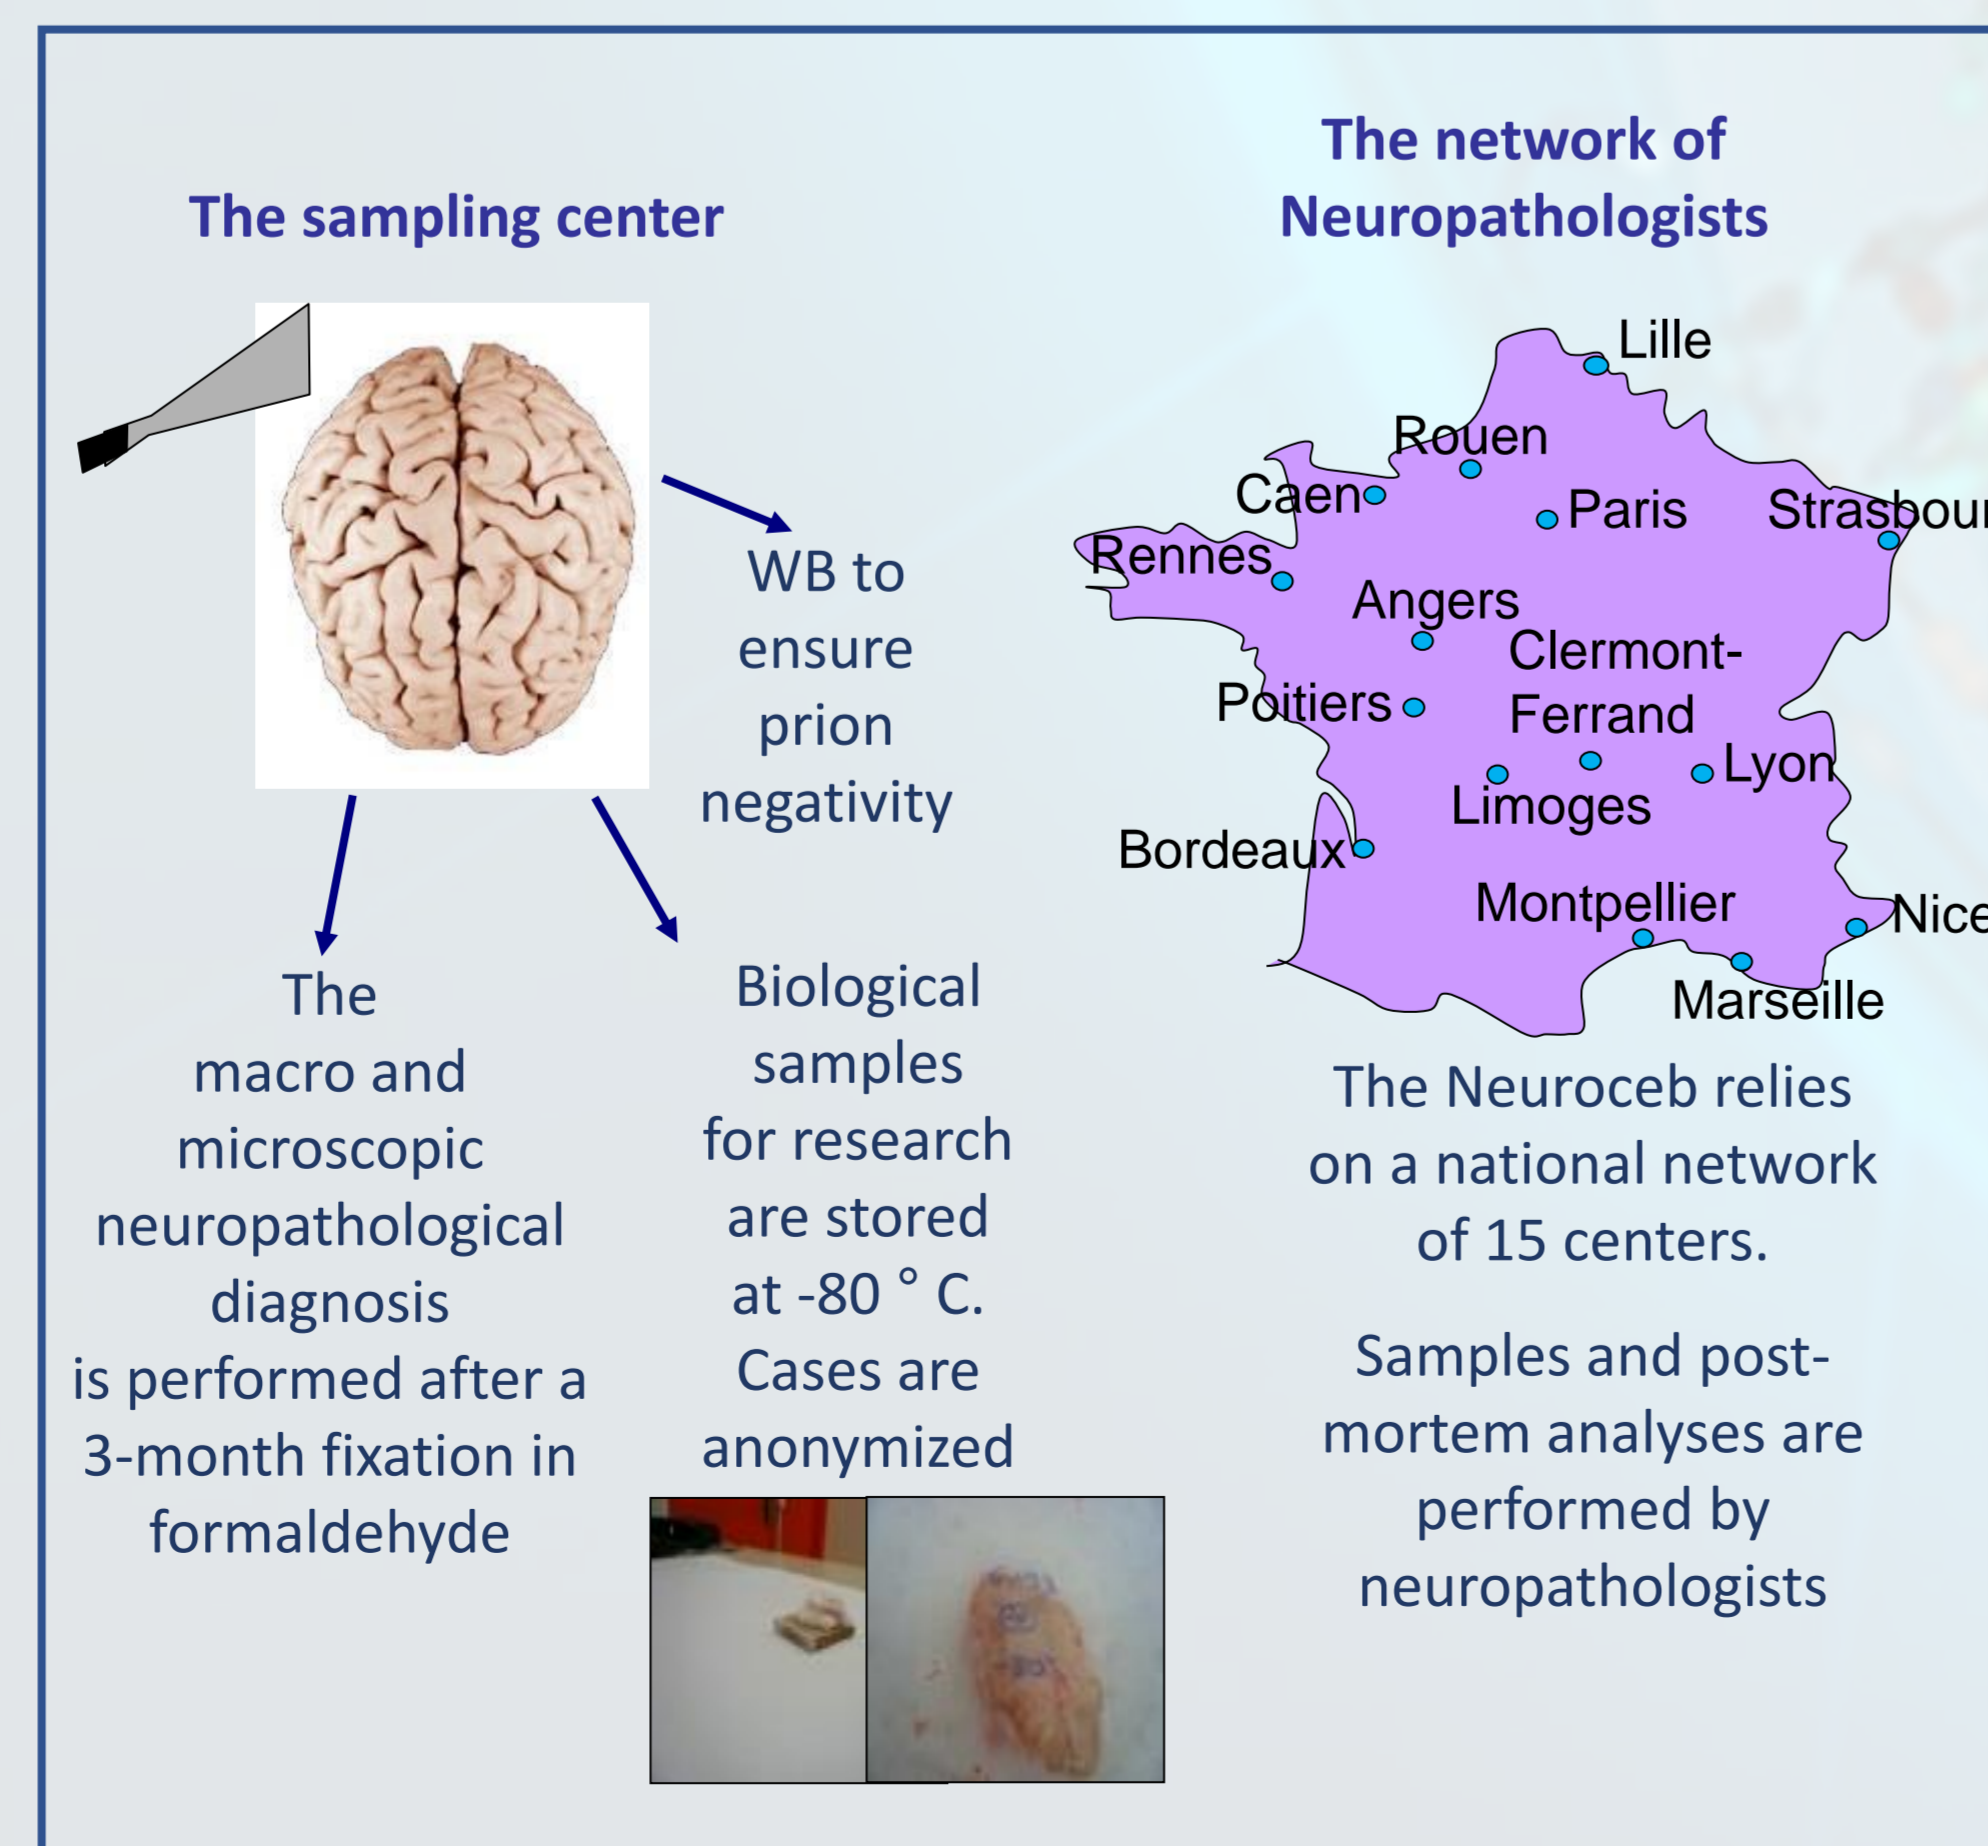 The sampling center
WB to
ensure
prion
negativity
The
macro and
microscopic
neuropathological
diagnosis
is performed after a
3-month fixation in
formaldehyde
Biological
samples
for research
are stored
at -80 ° C.
Cases are
anonymized
The network of
Neuropathologists
Lille
Rouen
Caen
Paris
Strasbour
Rennes
Angers
Clermont-
Ferrand
Poitiers
Lyon
Limoges
Bordeaux
Montpellier
Nice
Marseille
The Neuroceb relies
on a national network
of 15 centers.
Samples and post-
mortem analyses are
performed by
neuropathologists